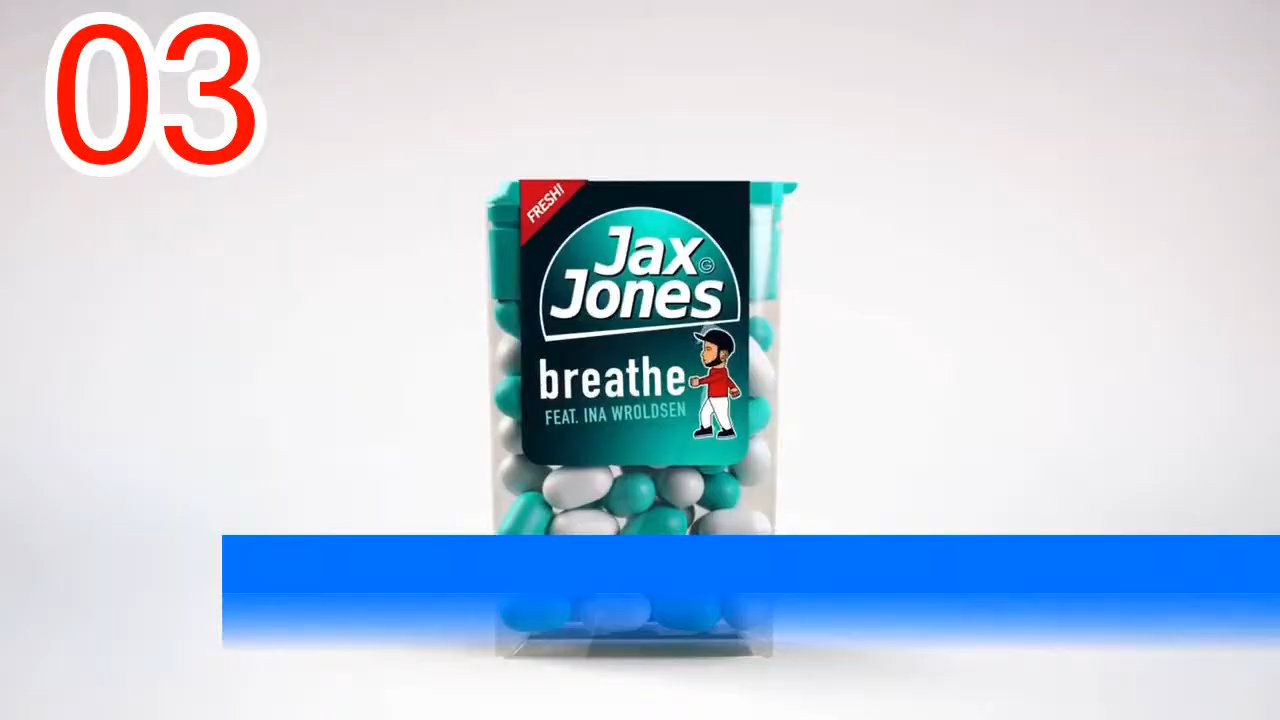 03
FRESH!
Jax
Jones
breathe
FEAT. INA WROLDSEN